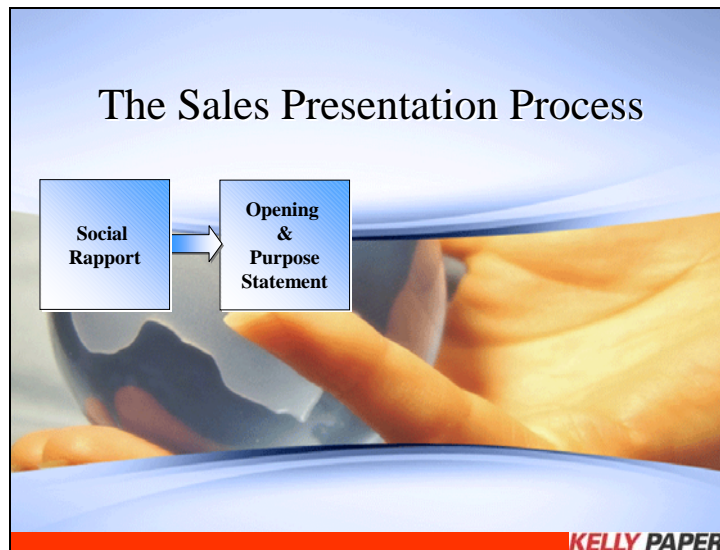 The Sales Presentation Process
Social
Rapport
Opening
&
Purpose
Statement
KELLY PAPER